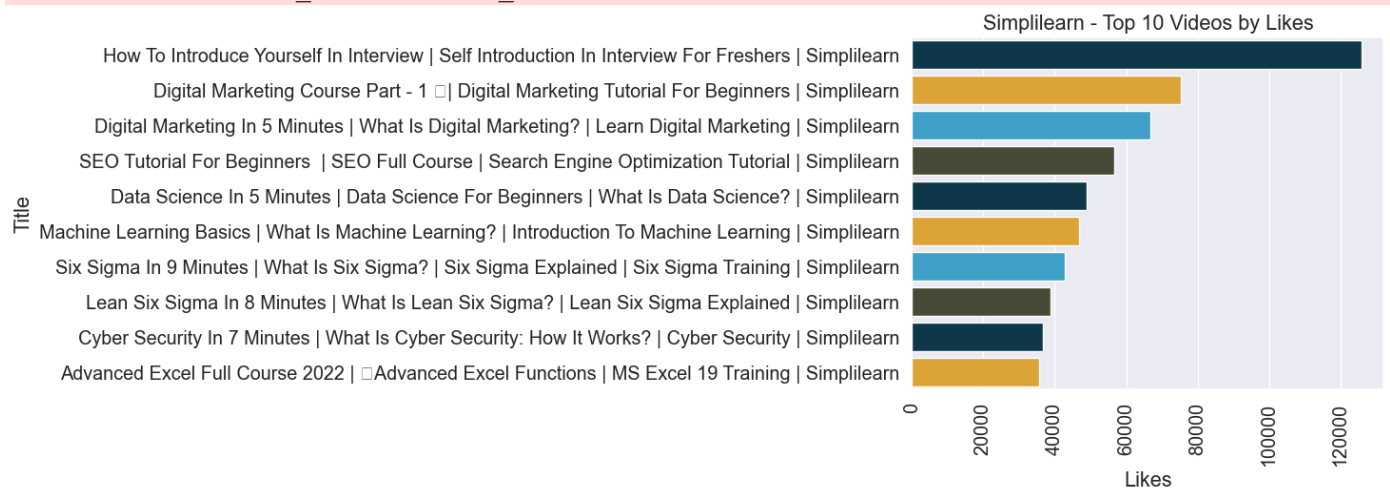 Simplilearn - Top 10 Videos by Likes
How To Introduce Yourself In Interview | Self Introduction In Interview For Freshers | Simplilearn
Digital Marketing Course Part - 1 □| Digital Marketing Tutorial For Beginners | Simplilearn
Digital Marketing In 5 Minutes | What Is Digital Marketing? | Learn Digital Marketing | Simplilearn
SEO Tutorial For Beginners  | SEO Full Course | Search Engine Optimization Tutorial | Simplilearn
Data Science In 5 Minutes | Data Science For Beginners | What Is Data Science? | Simplilearn
Machine Learning Basics | What Is Machine Learning? | Introduction To Machine Learning | Simplilearn
Six Sigma In 9 Minutes | What Is Six Sigma? | Six Sigma Explained | Six Sigma Training | Simplilearn
Lean Six Sigma In 8 Minutes | What Is Lean Six Sigma? | Lean Six Sigma Explained | Simplilearn
Cyber Security In 7 Minutes | What Is Cyber Security: How It Works? | Cyber Security | Simplilearn
Advanced Excel Full Course 2022 | □Advanced Excel Functions | MS Excel 19 Training | Simplilearn
Title
0 20000 40000 60000 80000 100000 120000
Likes